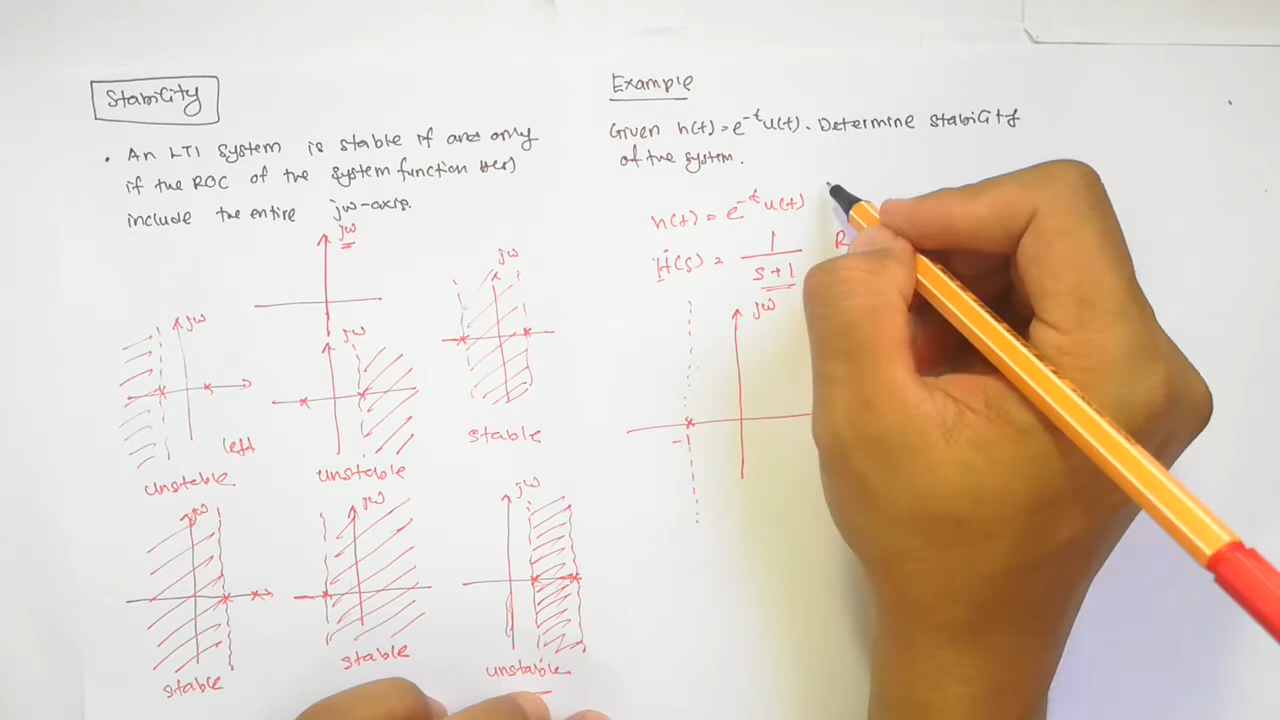 Stability
• An LTI system is stable if and only
if the ROC of the system function H(s)
include the entire jω-axis.
jω
jω
left
unstable
jω
unstable
jω
stable
jω
stable
jω
stable
jω
unstable
Example
Given h(t)=e^-t u(t). Determine stability
of the system.
h(t) = e^-t u(t)
H(s) = 1/(s+1) R
jω
-1